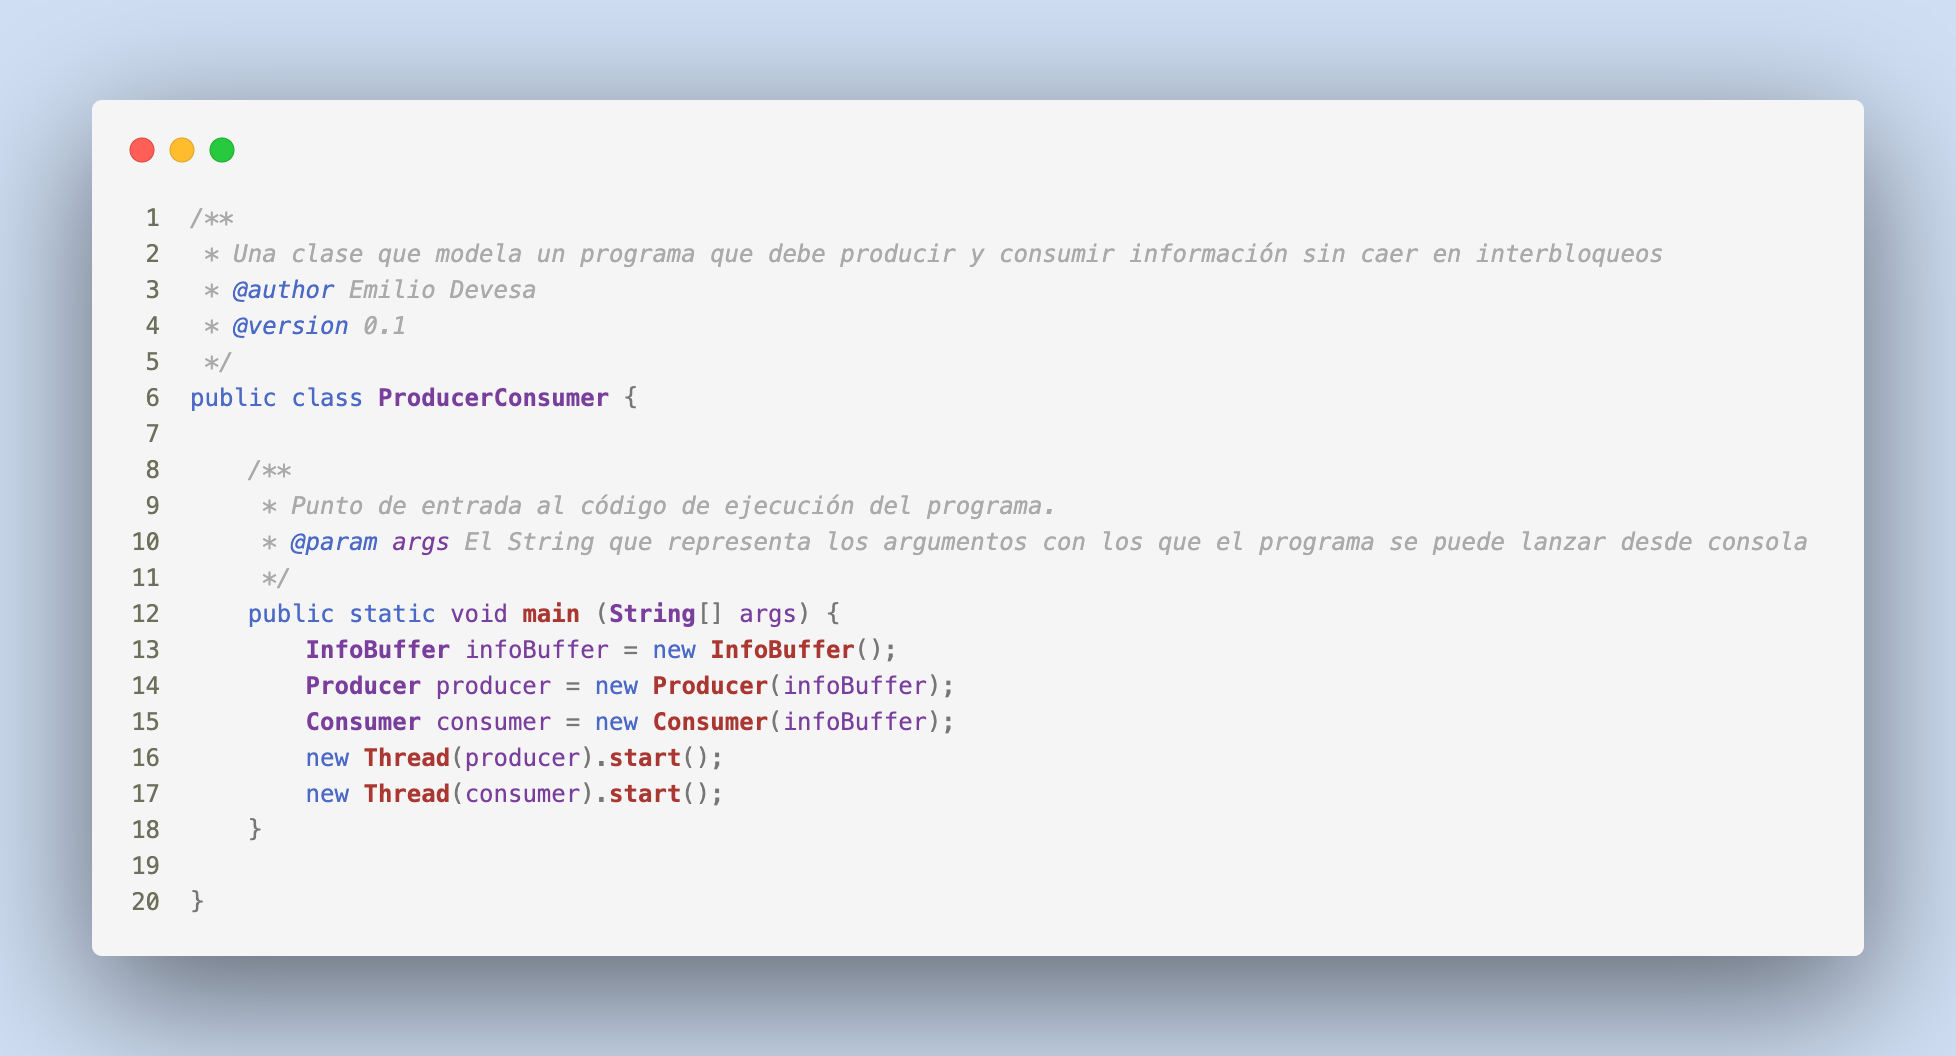 1 /**
2  * Una clase que modela un programa que debe producir y consumir información sin caer en interbloqueos
3  * @author Emilio Devesa
4  * @version 0.1
5  */
6 public class ProducerConsumer {
7
8     /**
9      * Punto de entrada al código de ejecución del programa.
10      * @param args El String que representa los argumentos con los que el programa se puede lanzar desde consola
11      */
12     public static void main (String[] args) {
13         InfoBuffer infoBuffer = new InfoBuffer();
14         Producer producer = new Producer(infoBuffer);
15         Consumer consumer = new Consumer(infoBuffer);
16         new Thread(producer).start();
17         new Thread(consumer).start();
18     }
19
20 }